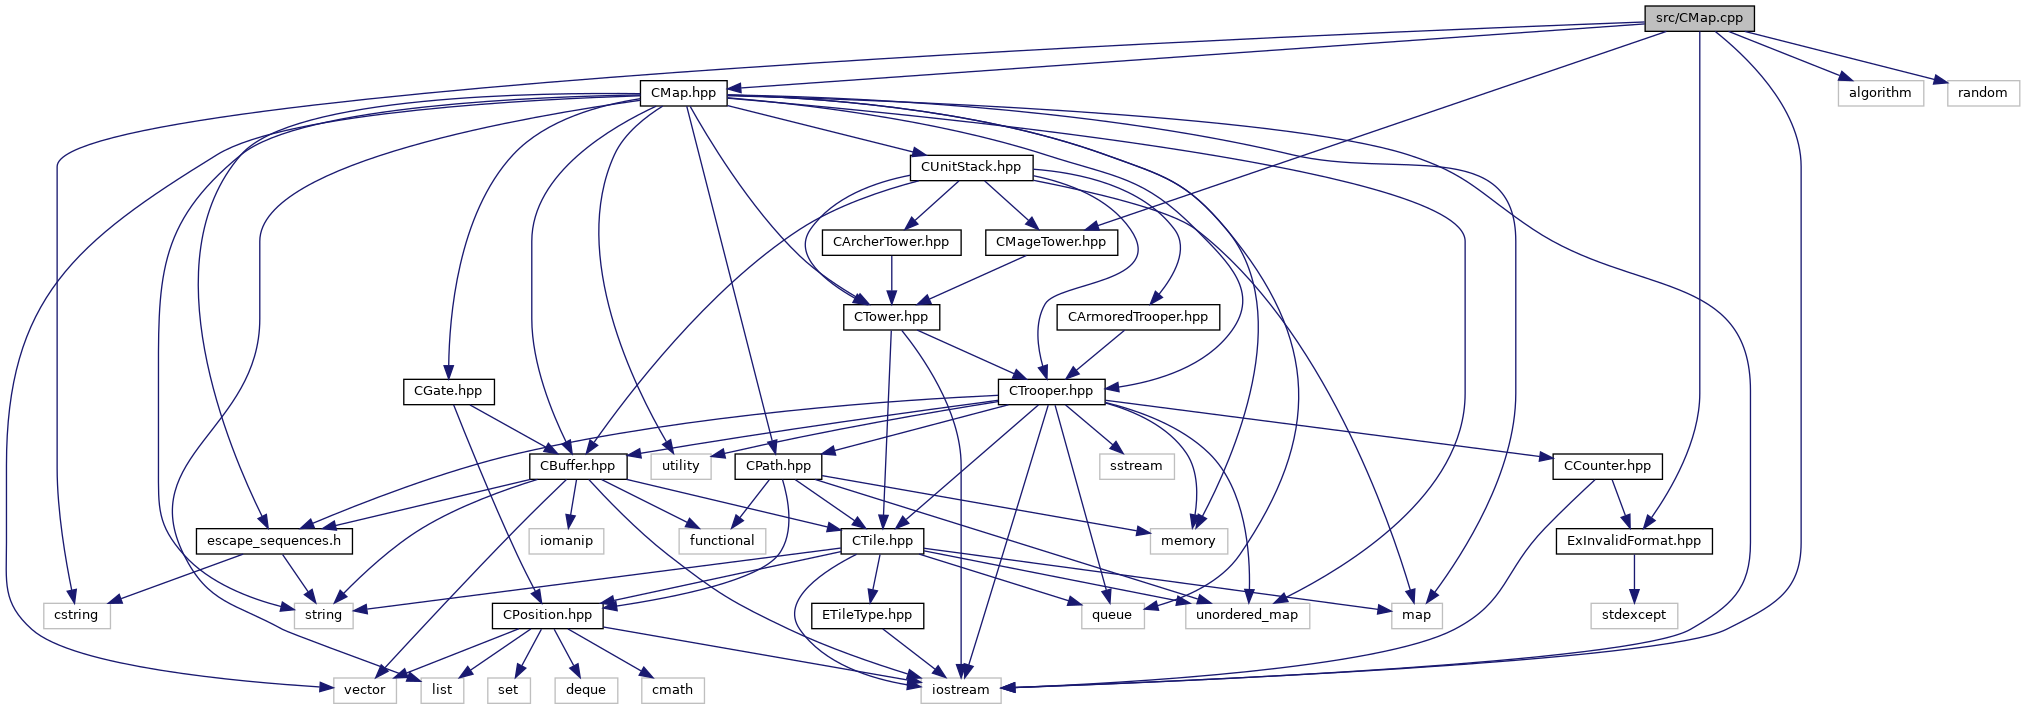 src/CMap.cpp
CMap.hpp
algorithm
random
CUnitStack.hpp
CArcherTower.hpp
CMageTower.hpp
CTower.hpp
CArmoredTrooper.hpp
CGate.hpp
CTrooper.hpp
CBuffer.hpp
utility
CPath.hpp
sstream
CCounter.hpp
escape_sequences.h
iomanip
functional
CTile.hpp
memory
ExInvalidFormat.hpp
cstring
string
CPosition.hpp
ETileType.hpp
queue
unordered_map
map
stdexcept
vector
list
set
deque
cmath
iostream